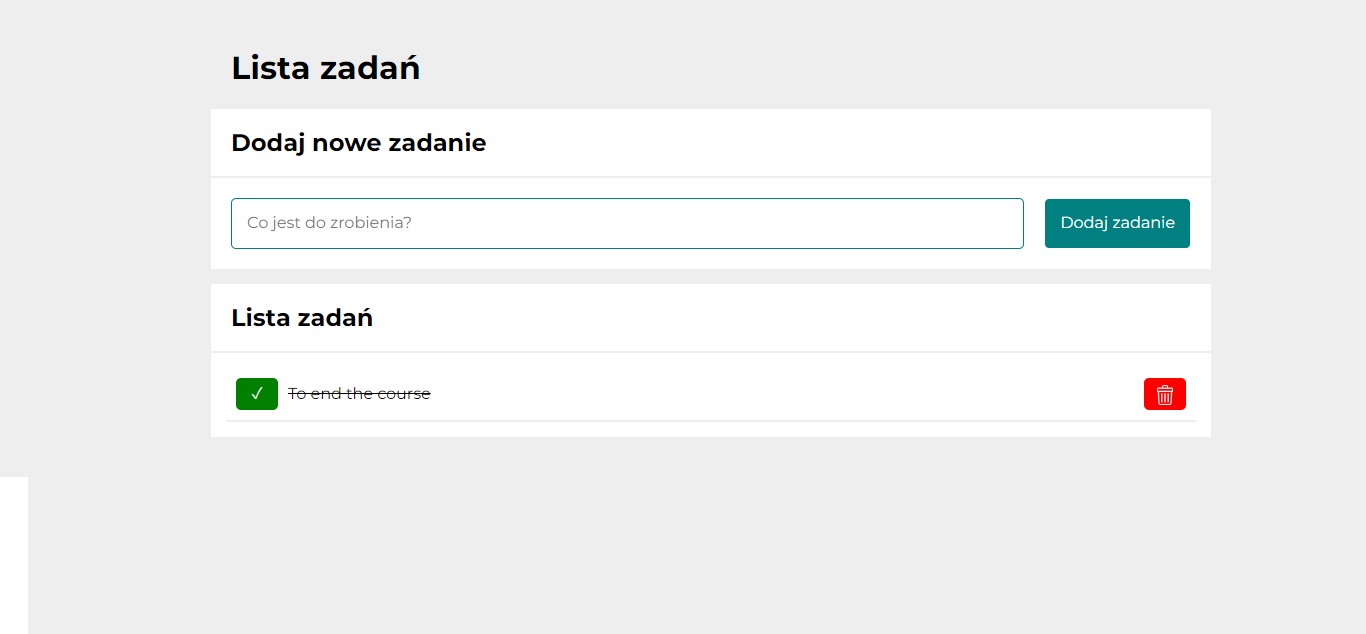 Lista zadań
Dodaj nowe zadanie
Co jest do zrobienia?
Dodaj zadanie
Lista zadań
✓ To end the course